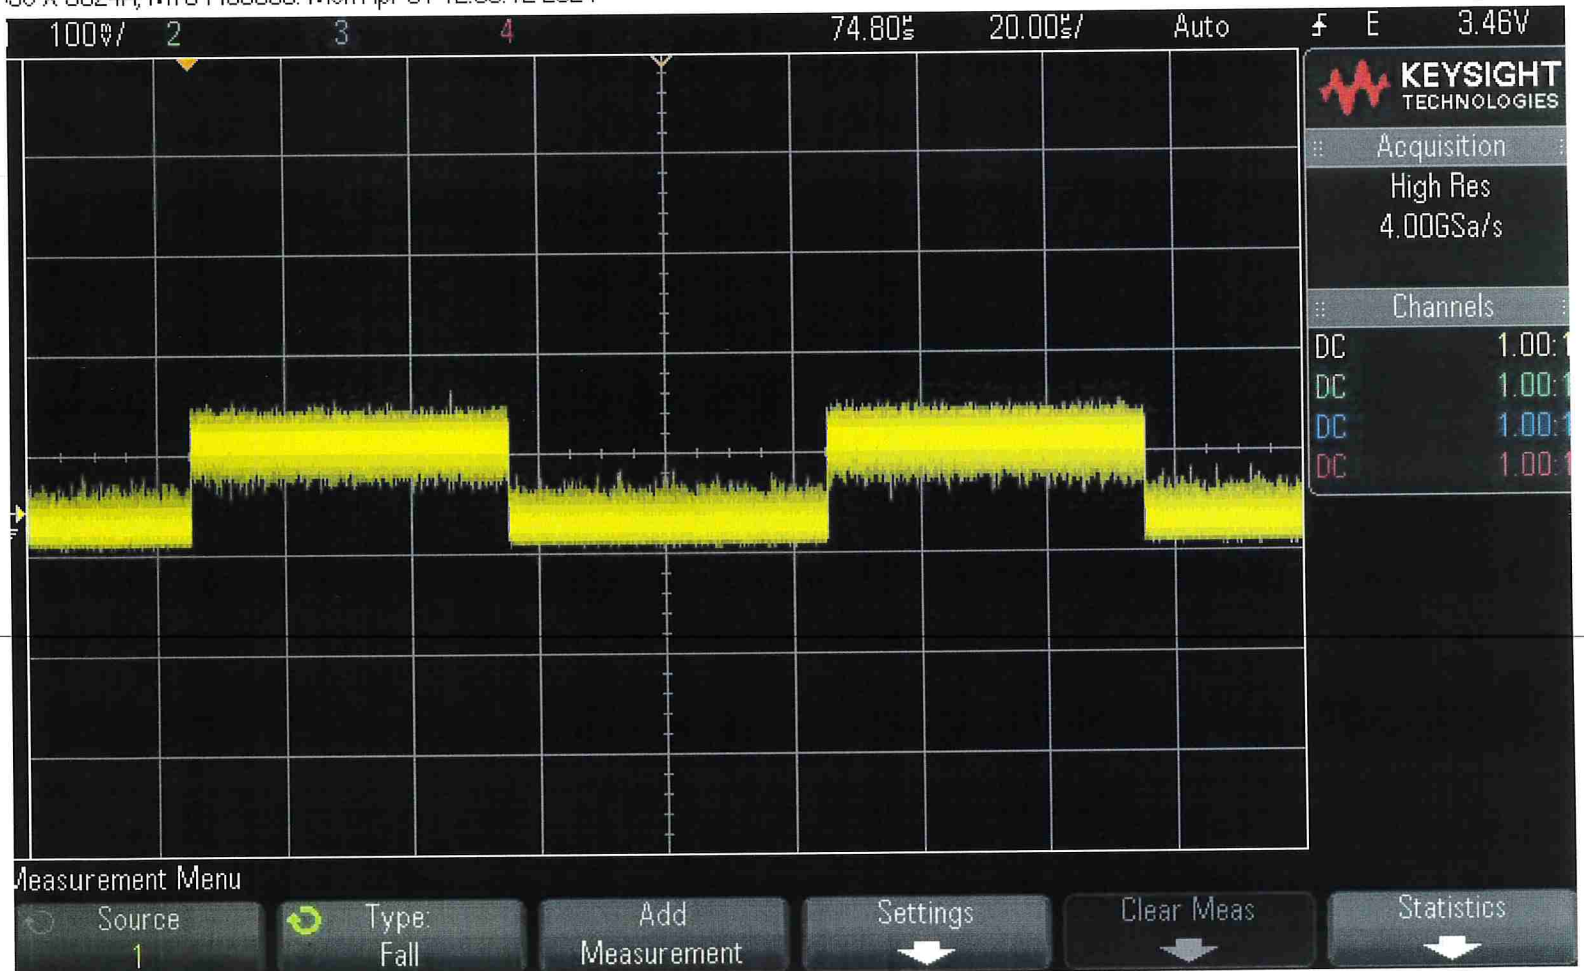 100mV/ 2 3 4 74.80µs 20.00µs/ Auto E 3.46V
KEYSIGHT
TECHNOLOGIES
Acquisition
High Res
4.00GSa/s
Channels
DC 1.00:1
DC 1.00:1
DC 1.00:1
DC 1.00:1
Measurement Menu
Source
1
Type:
Fall
Add
Measurement
Settings
Clear Meas
Statistics